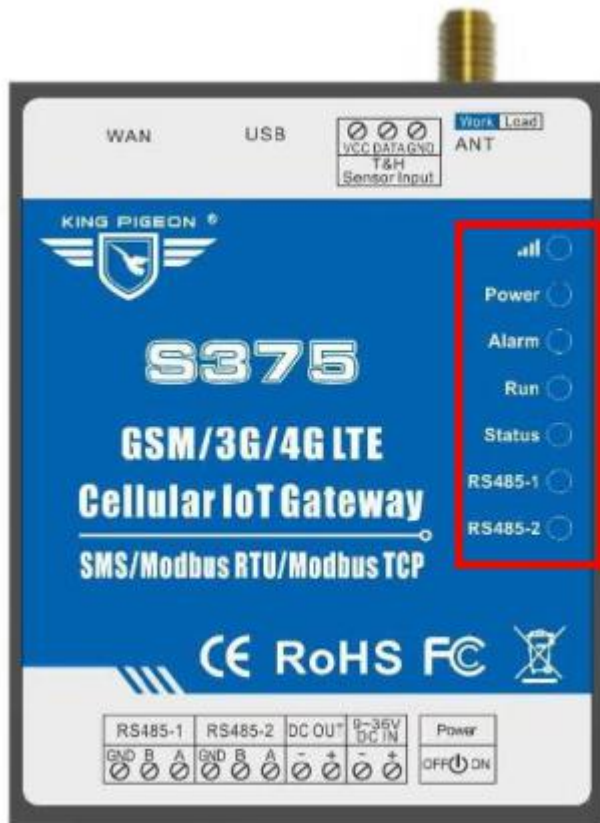 WAN
USB
VCC DATA GND
T&H
Sensor Input
Work Load
ANT
KING PIGEON ®
Power
Alarm
Run
Status
RS485-1
RS485-2
S375
GSM/3G/4G LTE
Cellular IoT Gateway
SMS/Modbus RTU/Modbus TCP
CE RoHS FC
RS485-1 RS485-2 DC OUT 9~36V DC IN Power
GND B A GND B A - + - + OFF ON